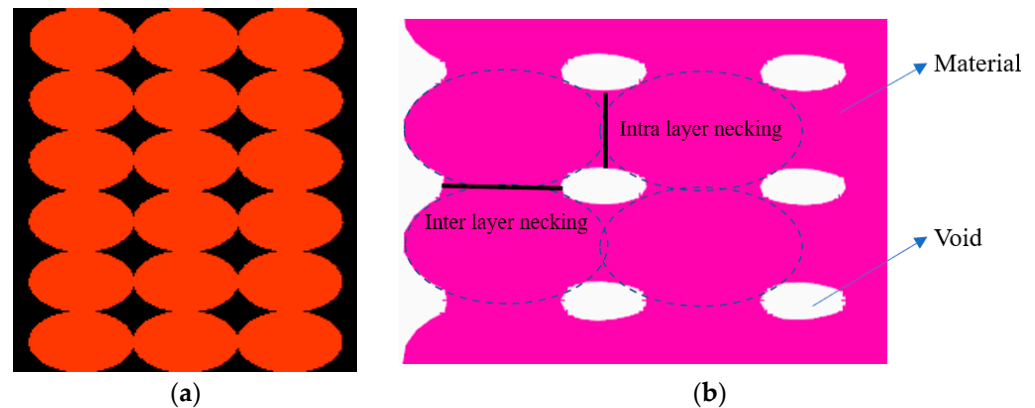 Material
Intra layer necking
Inter layer necking
Void
(a)
(b)